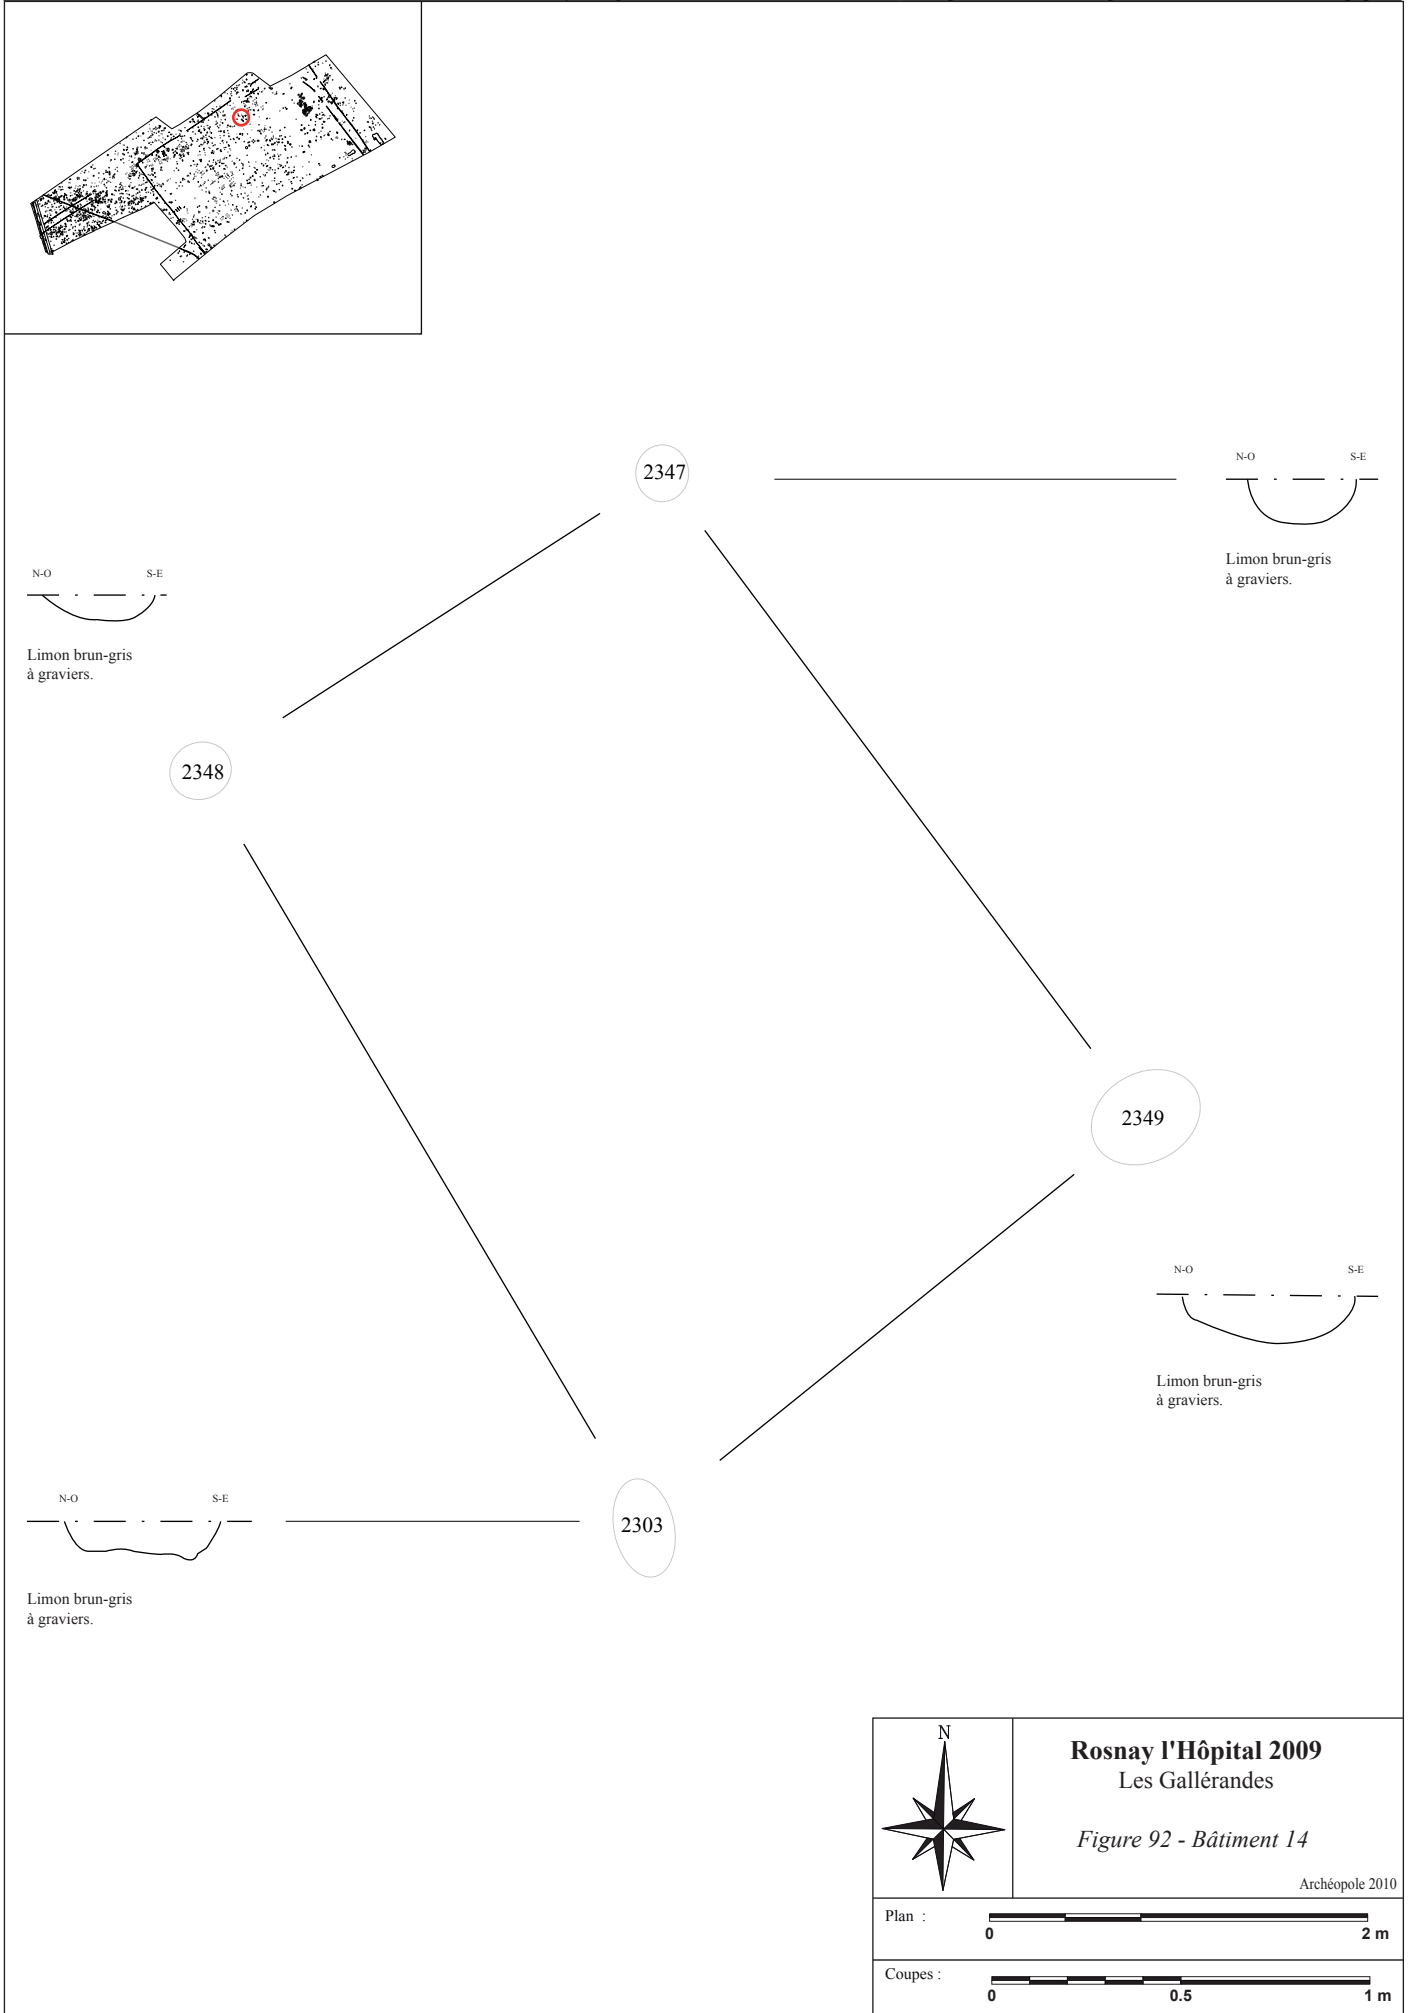 2347
N-O S-E
Limon brun-gris
à graviers.
N-O S-E
Limon brun-gris
à graviers.
2348
2349
N-O S-E
Limon brun-gris
à graviers.
N-O S-E
2303
Limon brun-gris
à graviers.
N
Rosnay l'Hôpital 2009
Les Gallérandes
Figure 92 - Bâtiment 14
Archéopole 2010
Plan :
0 2 m
Coupes :
0 0.5 1 m